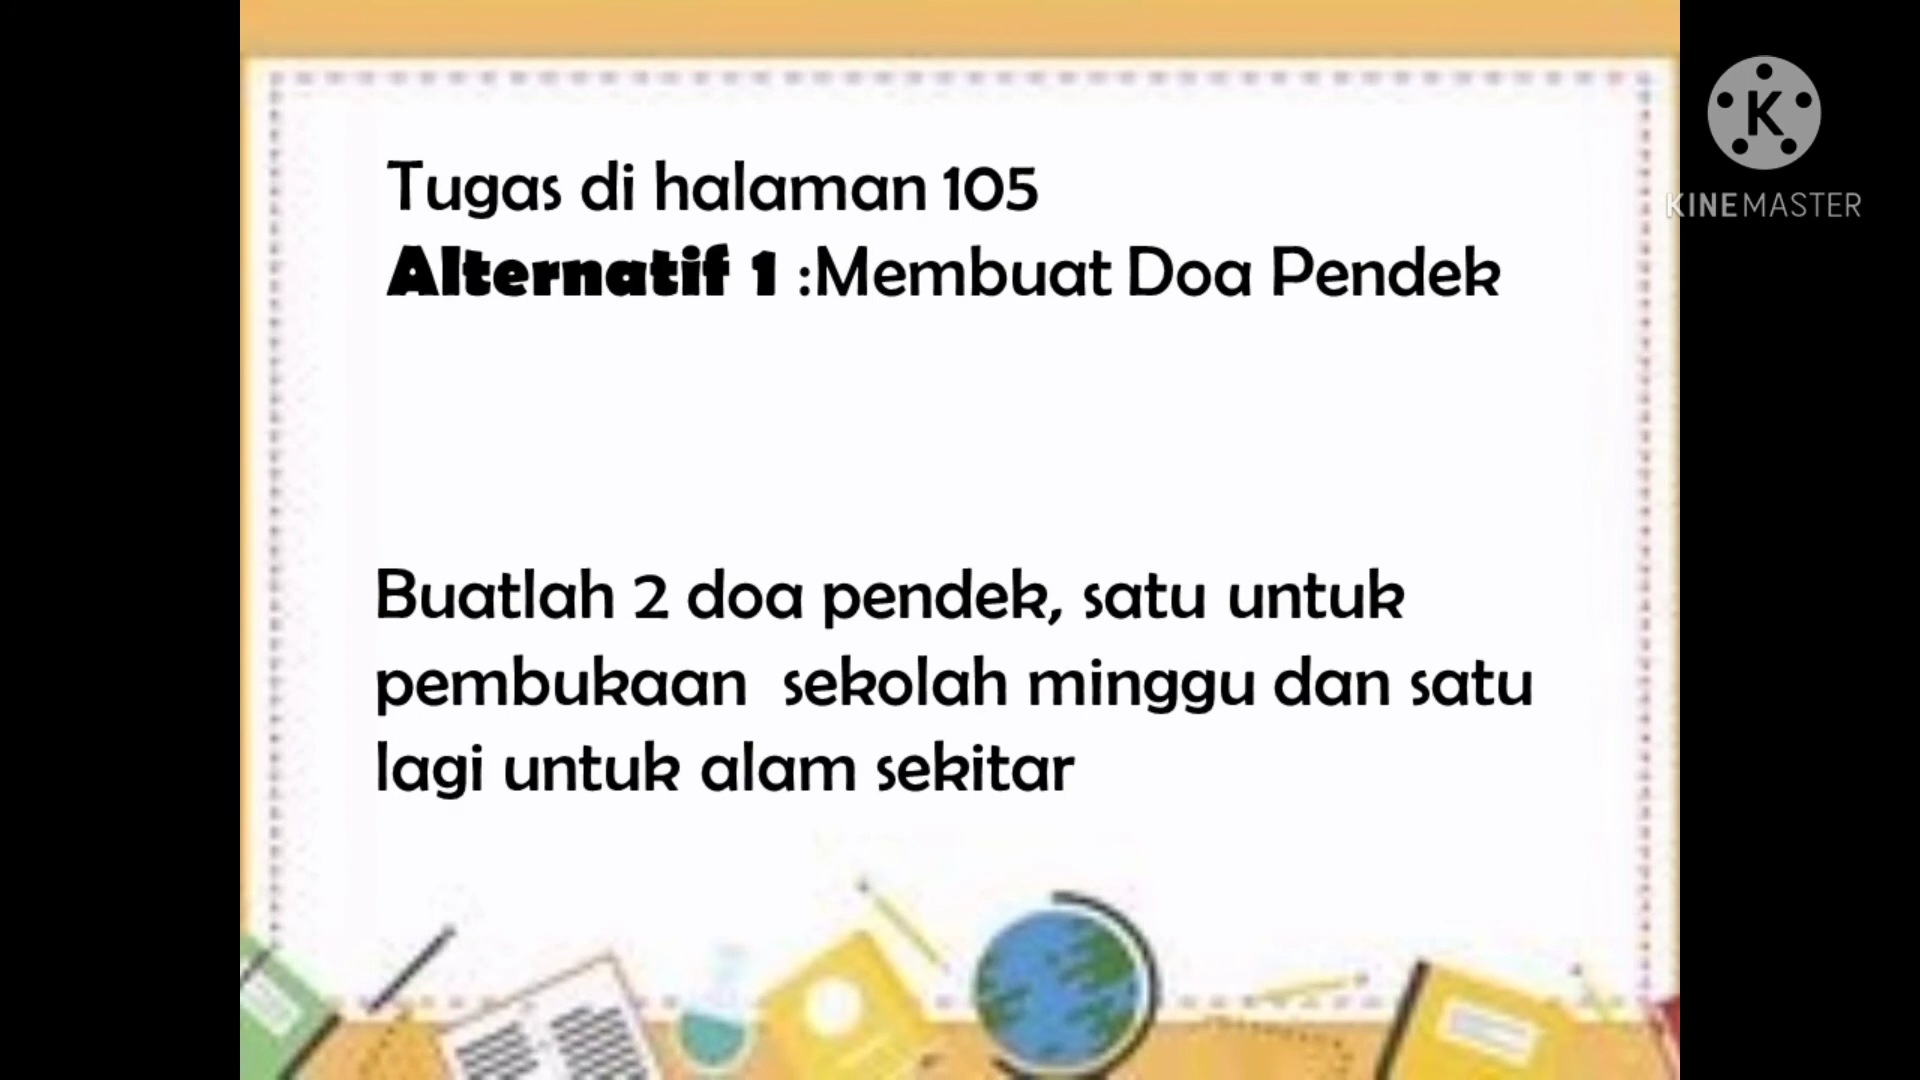 Tugas di halaman 105
Alternatif 1 :Membuat Doa Pendek
Buatlah 2 doa pendek, satu untuk
pembukaan sekolah minggu dan satu
lagi untuk alam sekitar
K
KINEMASTER